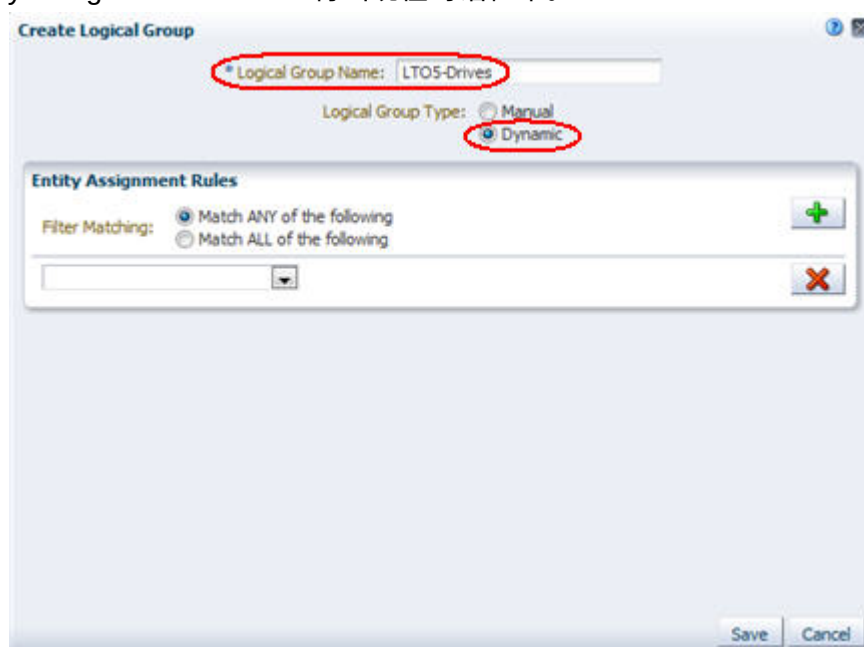 Create Logical Group
* Logical Group Name: LTO5-Drives
Logical Group Type: Manual
Dynamic
Entity Assignment Rules
Filter Matching: Match ANY of the following
Match ALL of the following
Save Cancel